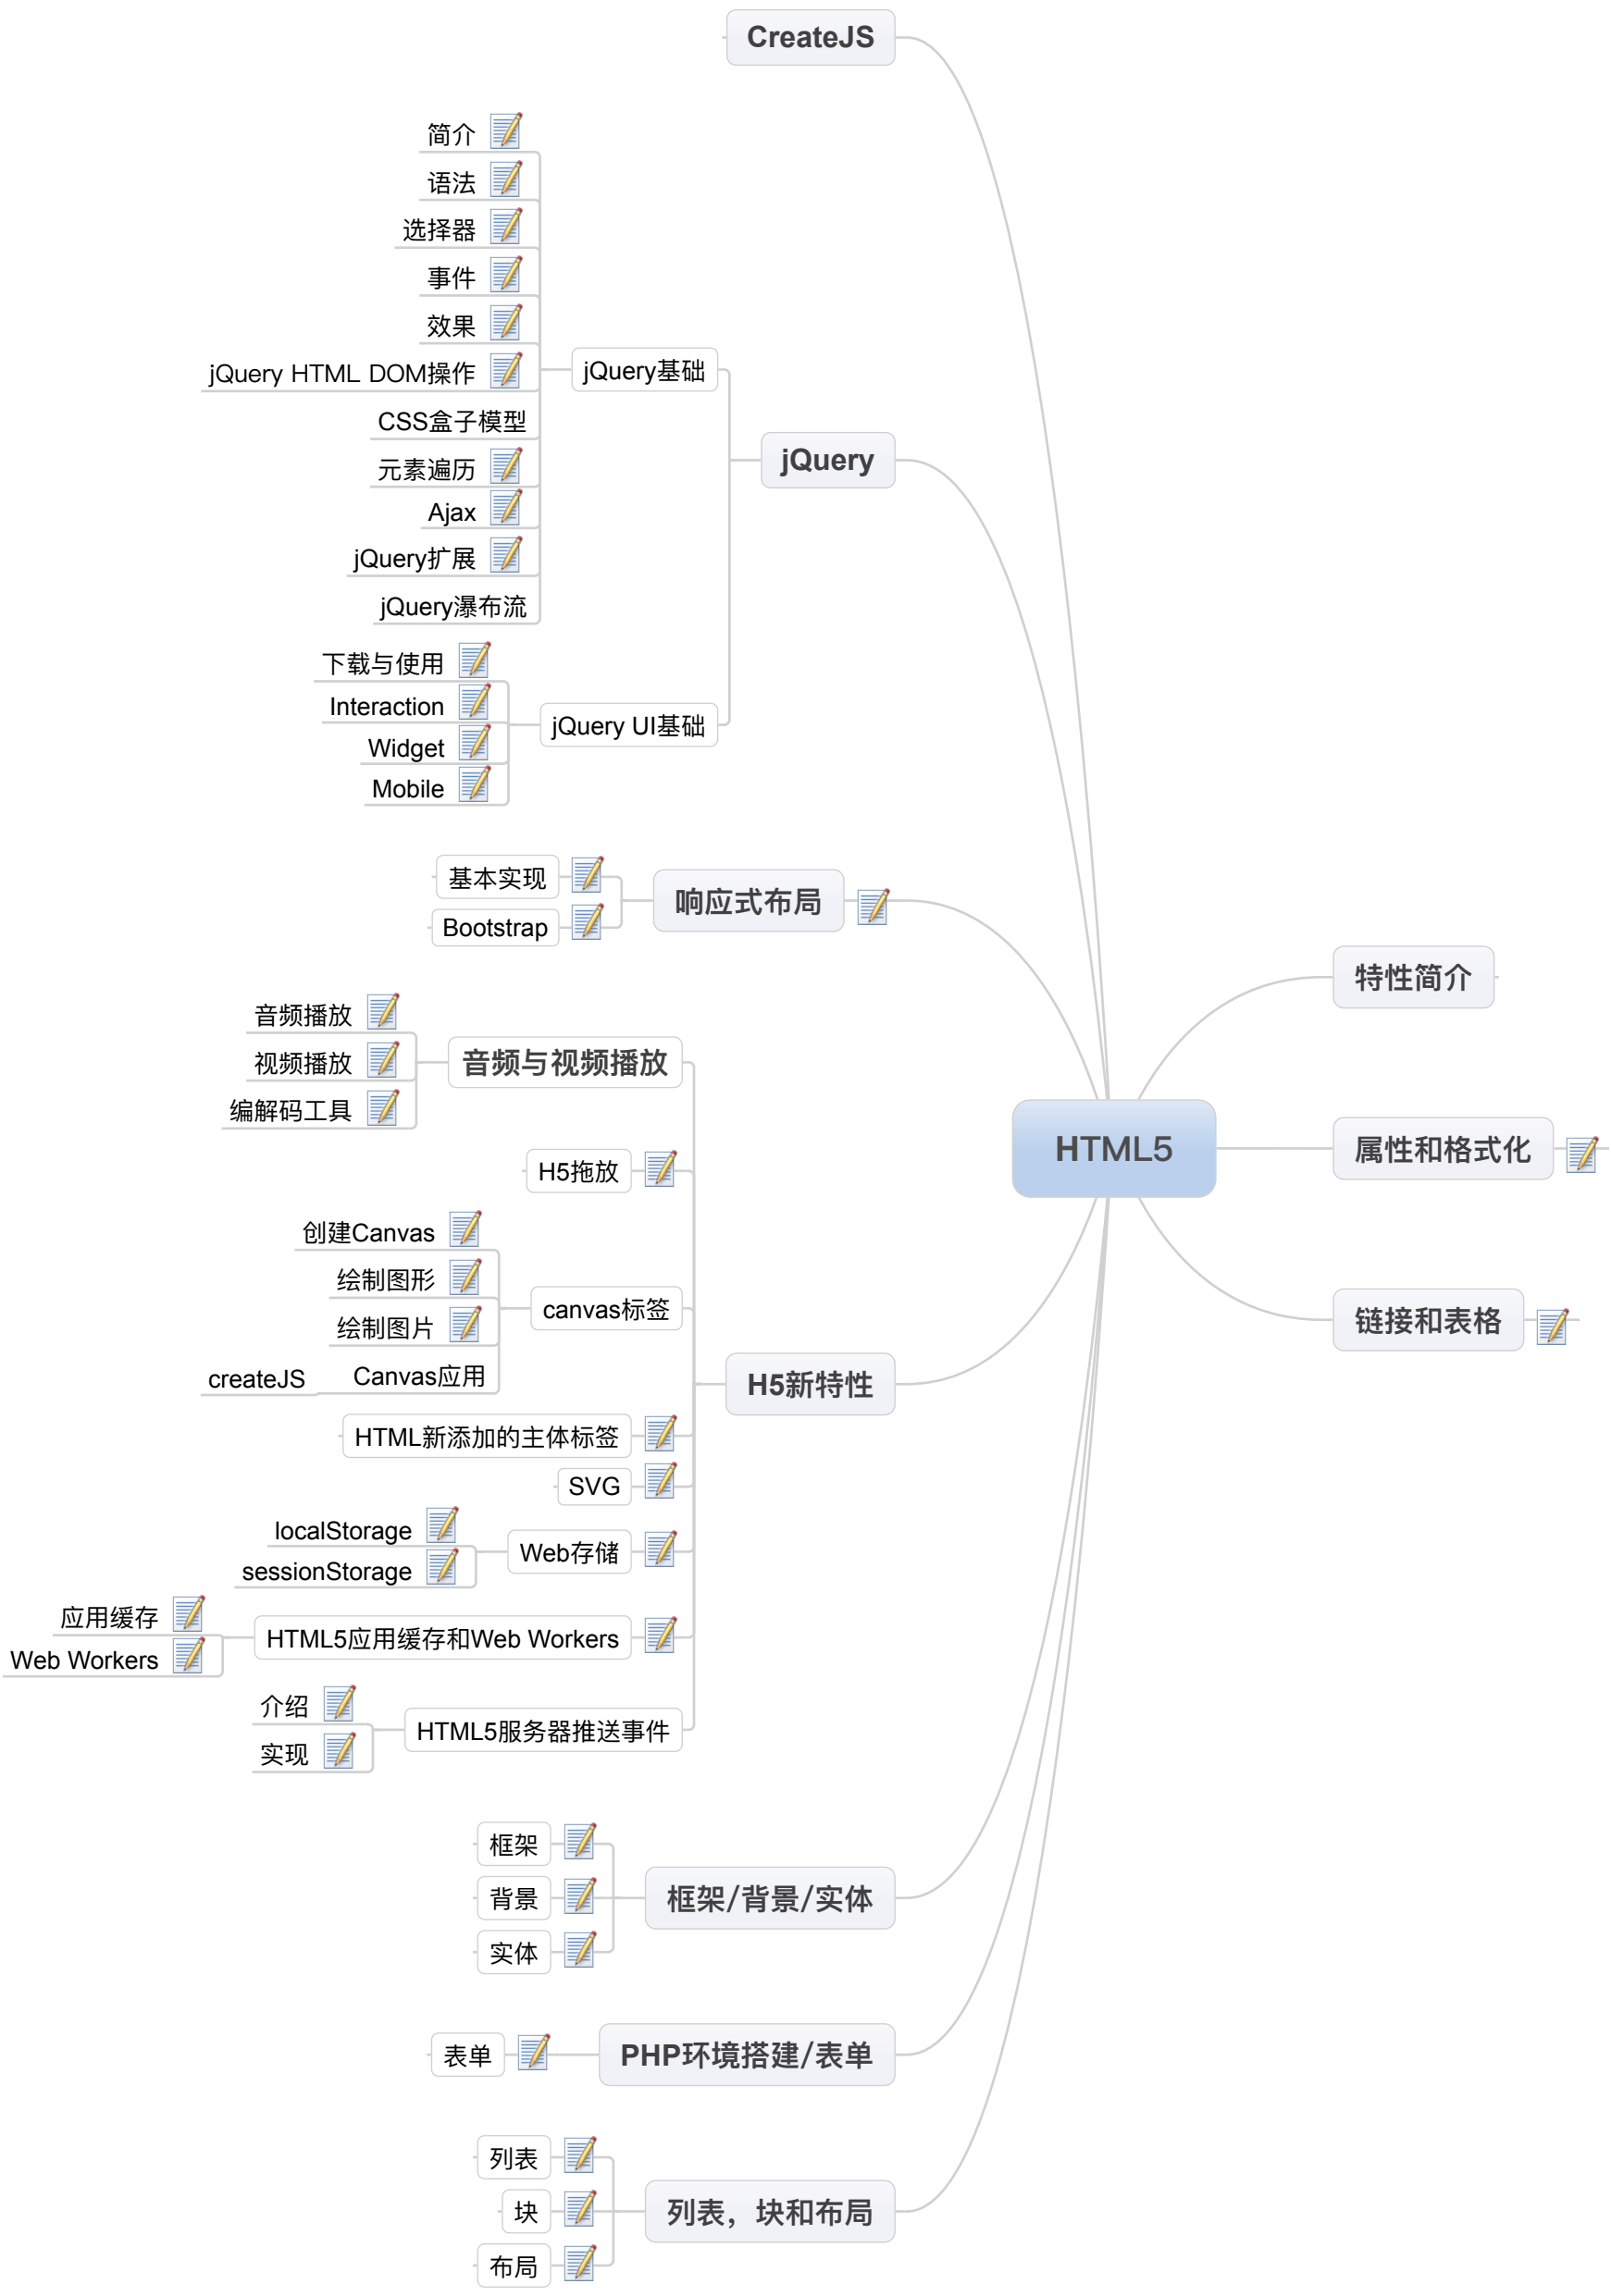 CreateJS
简介
语法
选择器
事件
效果
jQuery HTML DOM操作
CSS盒子模型
元素遍历
Ajax
jQuery扩展
jQuery瀑布流
jQuery基础
jQuery
下载与使用
Interaction
Widget
Mobile
jQuery UI基础
基本实现
Bootstrap
响应式布局
音频播放
视频播放
编解码工具
音频与视频播放
H5拖放
创建Canvas
绘制图形
绘制图片
Canvas应用
createJS
canvas标签
H5新特性
HTML新添加的主体标签
SVG
localStorage
sessionStorage
Web存储
应用缓存
Web Workers
HTML5应用缓存和Web Workers
介绍
实现
HTML5服务器推送事件
框架
背景
实体
框架/背景/实体
表单
PHP环境搭建/表单
列表
块
布局
列表，块和布局
HTML5
特性简介
属性和格式化
链接和表格